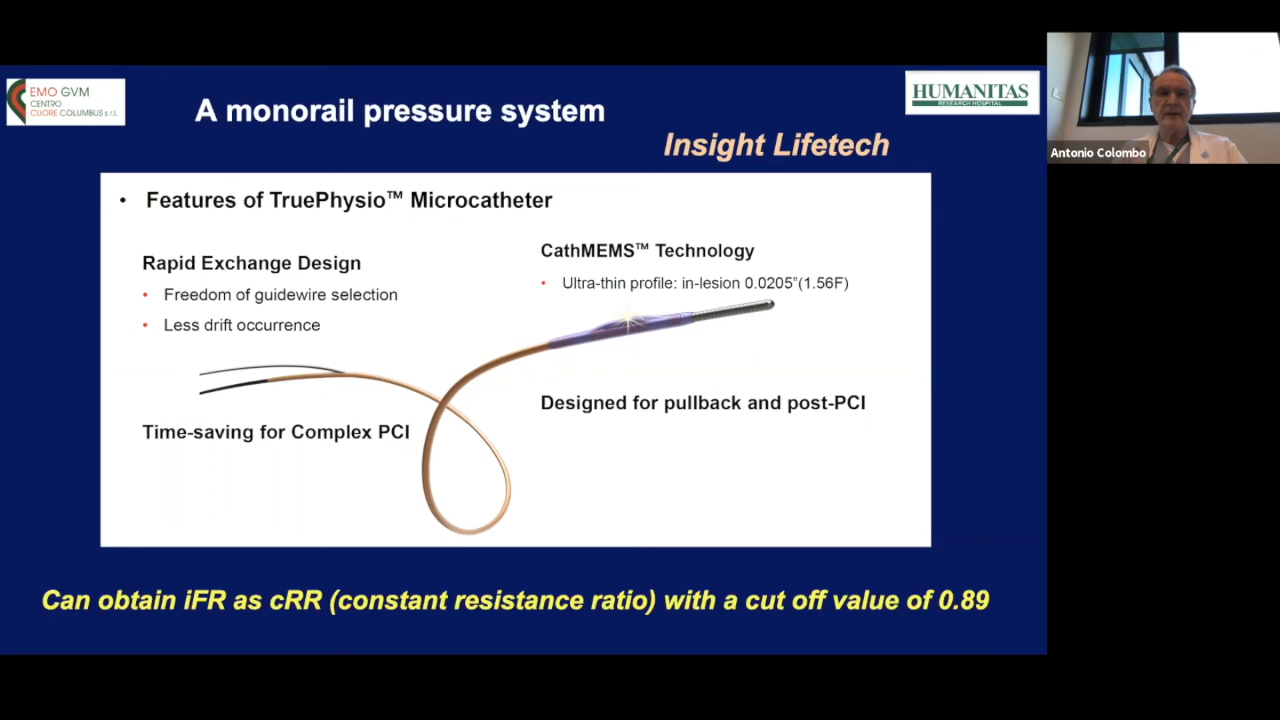 EMO GVM
CENTRO
CUORE COLUMBUS s.r.l.
A monorail pressure system
HUMANITAS
RESEARCH HOSPITAL
Insight Lifetech
Antonio Colombo
• Features of TruePhysio™ Microcatheter
Rapid Exchange Design
• Freedom of guidewire selection
• Less drift occurrence
CathMEMS™ Technology
• Ultra-thin profile: in-lesion 0.0205”(1.56F)
Time-saving for Complex PCI
Designed for pullback and post-PCI
Can obtain iFR as cRR (constant resistance ratio) with a cut off value of 0.89